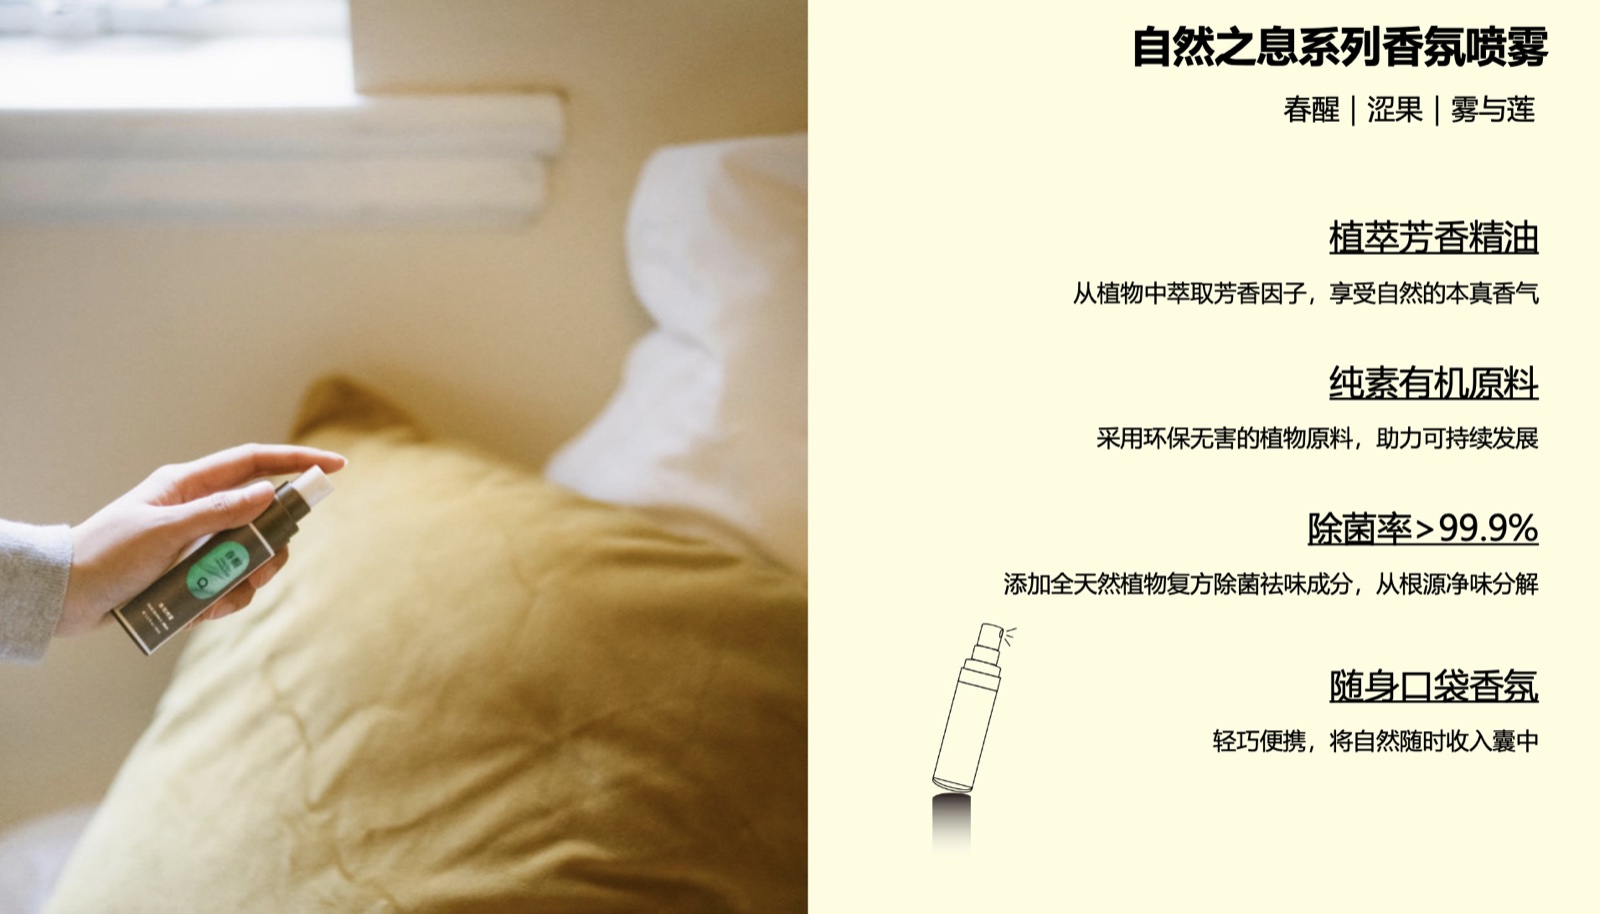 自然之息系列香氛喷雾
春醒｜涩果｜雾与莲
植萃芳香精油
从植物中萃取芳香因子，享受自然的本真香气
纯素有机原料
采用环保无害的植物原料，助力可持续发展
除菌率>99.9%
添加全天然植物复方除菌祛味成分，从根源净味分解
随身口袋香氛
轻巧便携，将自然随时收入囊中
春醒